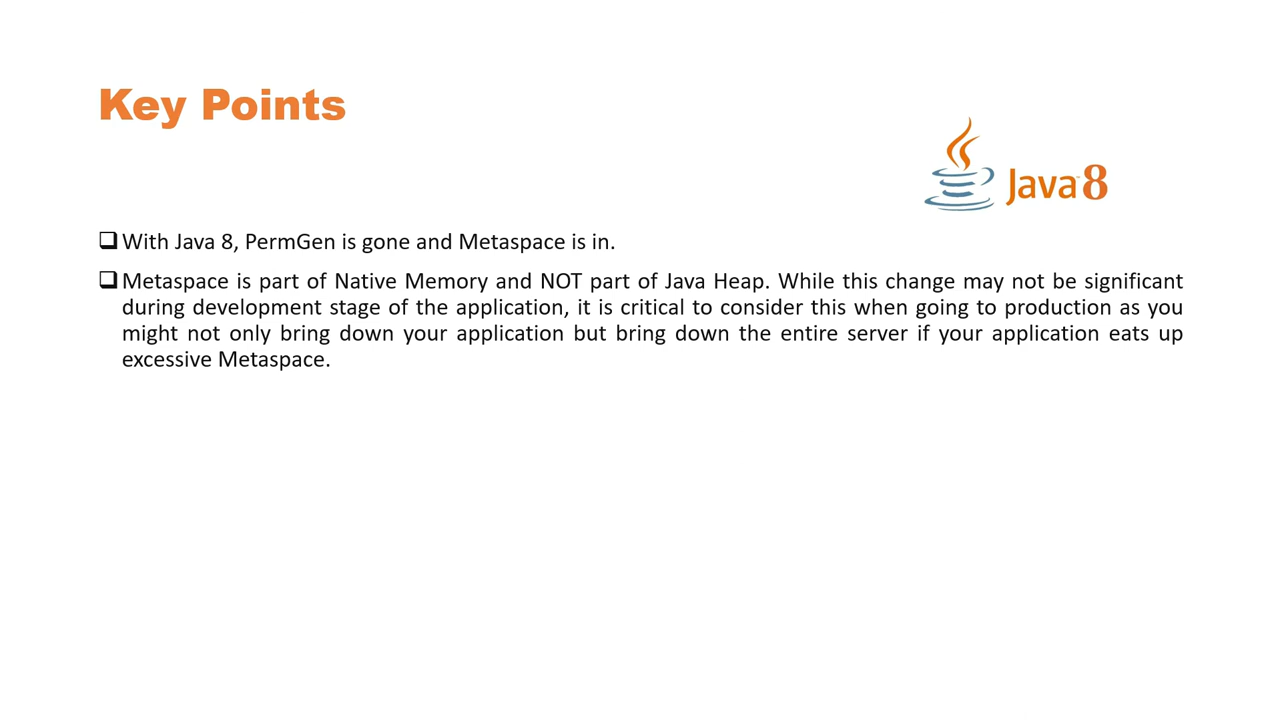 Key Points
Java 8
With Java 8, PermGen is gone and Metaspace is in.
Metaspace is part of Native Memory and NOT part of Java Heap. While this change may not be significant
during development stage of the application, it is critical to consider this when going to production as you
might not only bring down your application but bring down the entire server if your application eats up
excessive Metaspace.